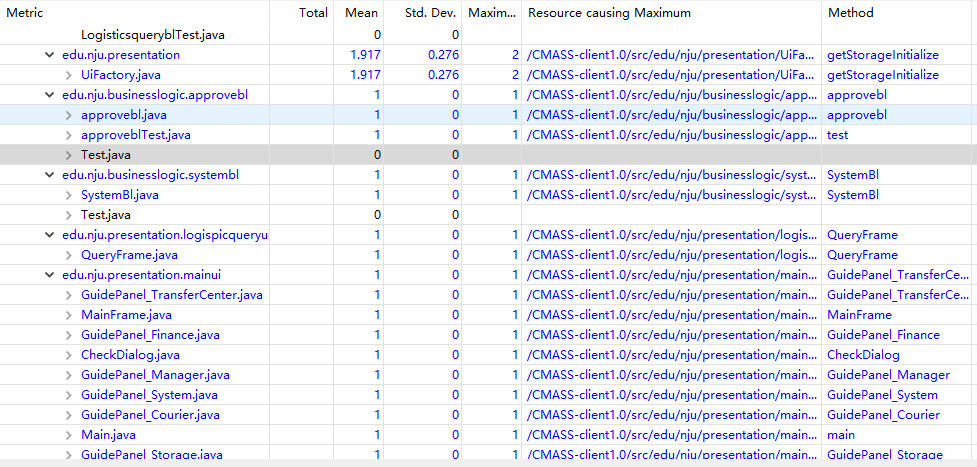 Metric Total Mean Std. Dev. Maxim... Resource causing Maximum Method
LogisticsqueryblTest.java 0 0
edu.nju.presentation 1.917 0.276 2 /CMASS-client1.0/src/edu/nju/presentation/UiFa... getStorageInitialize
UiFactory.java 1.917 0.276 2 /CMASS-client1.0/src/edu/nju/presentation/UiFa... getStorageInitialize
edu.nju.businesslogic.approvebl 1 0 1 /CMASS-client1.0/src/edu/nju/businesslogic/app... approvebl
approvebl.java 1 0 1 /CMASS-client1.0/src/edu/nju/businesslogic/app... approvebl
approveblTest.java 1 0 1 /CMASS-client1.0/src/edu/nju/businesslogic/app... test
Test.java 0 0
edu.nju.businesslogic.systembl 1 0 1 /CMASS-client1.0/src/edu/nju/businesslogic/syst... SystemBl
SystemBl.java 1 0 1 /CMASS-client1.0/src/edu/nju/businesslogic/syst... SystemBl
Test.java 0 0
edu.nju.presentation.logispicqueryu 1 0 1 /CMASS-client1.0/src/edu/nju/presentation/logis... QueryFrame
QueryFrame.java 1 0 1 /CMASS-client1.0/src/edu/nju/presentation/logis... QueryFrame
edu.nju.presentation.mainui 1 0 1 /CMASS-client1.0/src/edu/nju/presentation/main... GuidePanel_TransferCe...
GuidePanel_TransferCenter.java 1 0 1 /CMASS-client1.0/src/edu/nju/presentation/main... GuidePanel_TransferCe...
MainFrame.java 1 0 1 /CMASS-client1.0/src/edu/nju/presentation/main... MainFrame
GuidePanel_Finance.java 1 0 1 /CMASS-client1.0/src/edu/nju/presentation/main... GuidePanel_Finance
CheckDialog.java 1 0 1 /CMASS-client1.0/src/edu/nju/presentation/main... CheckDialog
GuidePanel_Manager.java 1 0 1 /CMASS-client1.0/src/edu/nju/presentation/main... GuidePanel_Manager
GuidePanel_System.java 1 0 1 /CMASS-client1.0/src/edu/nju/presentation/main... GuidePanel_System
GuidePanel_Courier.java 1 0 1 /CMASS-client1.0/src/edu/nju/presentation/main... GuidePanel_Courier
Main.java 1 0 1 /CMASS-client1.0/src/edu/nju/presentation/main... main
GuidePanel_Storage.java 1 0 1 /CMASS-client1.0/src/edu/nju/presentation/main... GuidePanel_Storage